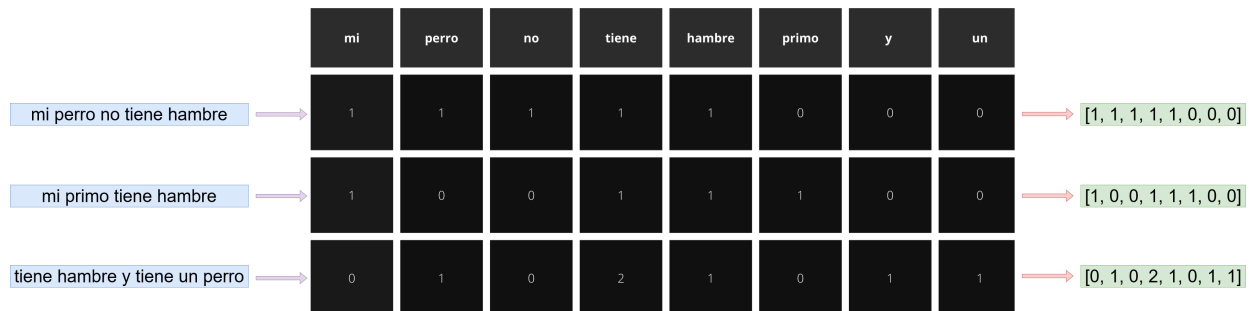 mi perro no tiene hambre primo y un
mi perro no tiene hambre 1 1 1 1 1 0 0 0 [1, 1, 1, 1, 1, 0, 0, 0]
mi primo tiene hambre 1 0 0 1 1 1 0 0 [1, 0, 0, 1, 1, 1, 0, 0]
tiene hambre y tiene un perro 0 1 0 2 1 0 1 1 [0, 1, 0, 2, 1, 0, 1, 1]